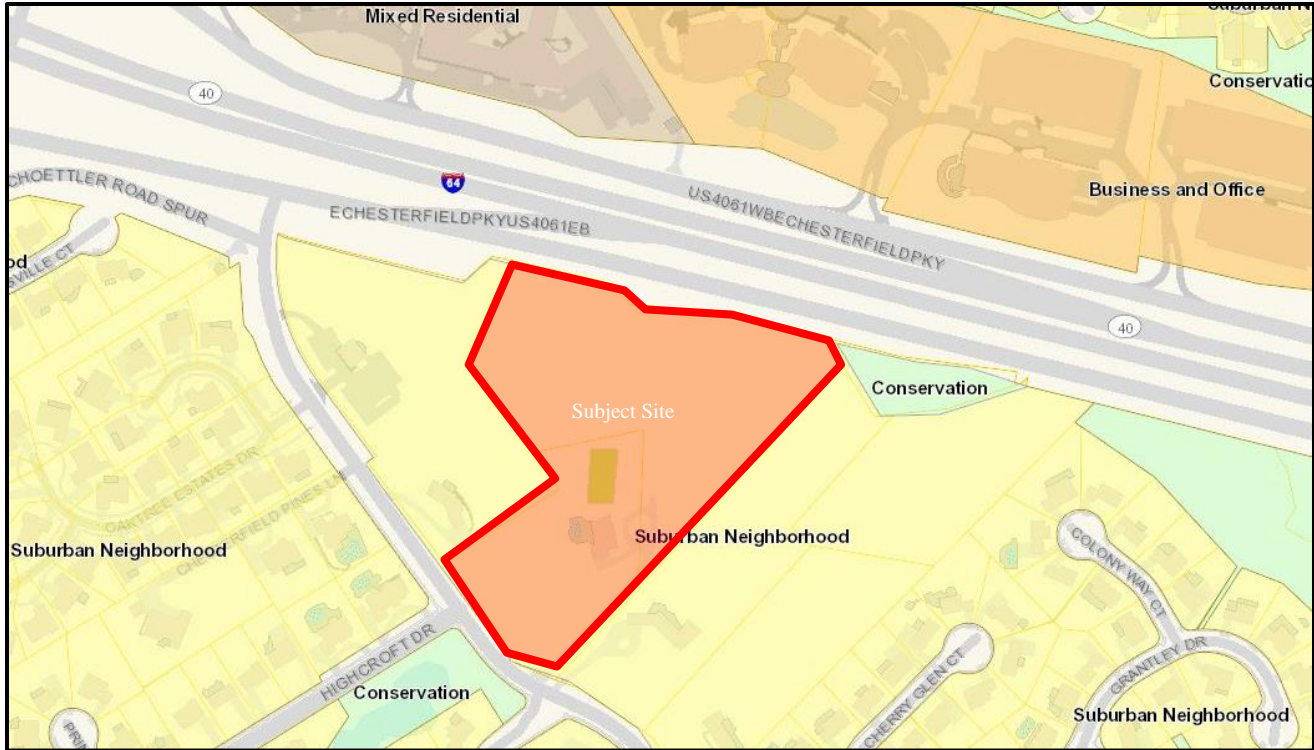 Mixed Residential
Suburban N
Conservatio
40
CHOETTLER ROAD SPUR
64
ECHESTERFIELDPKYUS4061EB
US4061WBECHESTERFIELDPKY
Business and Office
od
SVILLE CT
40
Conservation
Subject Site
OAKTREE ESTATES DR
CHESTERFIELD PINES LN
Suburban Neighborhood
Suburban Neighborhood
COLONY WAY CT
HIGHCROFT DR
Conservation
CHERRY GLEN CT
GRANTLEY DR
Suburban Neighborhood
PRIN